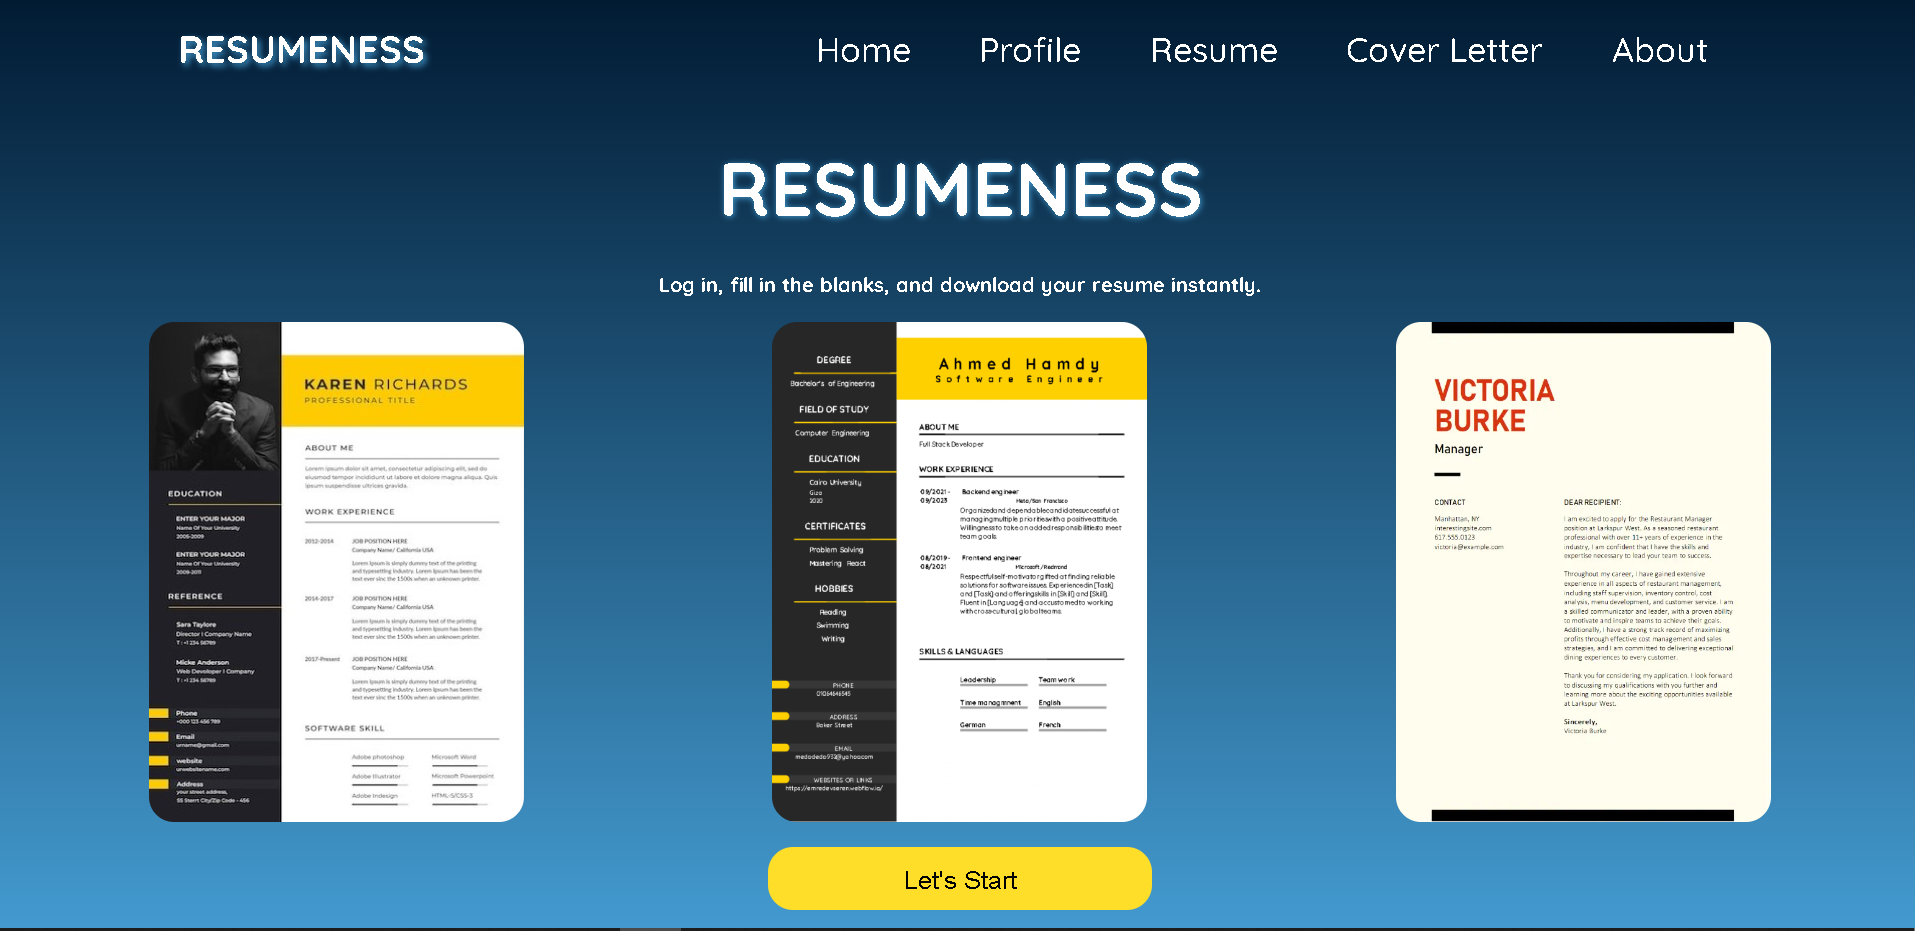 RESUMENESS
Home Profile Resume Cover Letter About
RESUMENESS
Log in, fill in the blanks, and download your resume instantly.
KAREN RICHARDS
PROFESSIONAL TITLE
ABOUT ME
Lorem ipsum dolor sit amet, consectetur adipiscing elit, sed do
eiusmod tempor incididunt ut labore et dolore magna aliqua. Quis
ipsum suspendisse ultrices gravida.
EDUCATION
ENTER YOUR MAJOR
Name Of Your University
2005-2009
ENTER YOUR MAJOR
Name Of Your University
2009-2011
REFERENCE
Sara Taylore
Director I Company Name
T : +1 234 56789
Micke Anderson
Web Developer I Company
T : +1 234 56789
Phone
+000 123 456 789
Email
urname@gmail.com
website
urwebsitename.com
Address
your street address,
SS Sterrt City/Zip Code - 456
WORK EXPERIENCE
2012-2014 JOB POSITION HERE
Company Name/ California USA
Lorem Ipsum is simply dummy text of the printing
and typesetting industry. Lorem Ipsum has been the
text ever sinc the 1500s when an unknown printer.
2014-2017 JOB POSITION HERE
Company Name/ California USA
Lorem Ipsum is simply dummy text of the printing
and typesetting industry. Lorem Ipsum has been the
text ever sinc the 1500s when an unknown printer.
2017-Present JOB POSITION HERE
Company Name/ California USA
Lorem Ipsum is simply dummy text of the printing
and typesetting industry. Lorem Ipsum has been the
text ever sinc the 1500s when an unknown printer.
SOFTWARE SKILL
Adobe photoshop Microsoft Word
Adobe Illustrator Microsoft Powerpoint
Adobe Indesign HTML-5/CSS-3
DEGREE
Bachelor's of Engineering
FIELD OF STUDY
Computer Engineering
EDUCATION
Cairo University
Giza
2020
CERTIFICATES
Problem Solving
Mastering React
HOBBIES
Reading
Swimming
Writing
PHONE
01064646545
ADDRESS
Baker Street
EMAIL
medodedo932@yahoo.com
WEBSITES OR LINKS
https://emredevseren.webflow.io/
Ahmed Hamdy
Software Engineer
ABOUT ME
Full Stack Developer
WORK EXPERIENCE
09/2021 - 09/2023 Backend engineer
Meta/San Francisco
Organized and dependable candidate successful at
managing multiple priorities with a positive attitude.
Willingness to take on added responsibilities to meet
team goals.
08/2019 - 08/2021 Frontend engineer
Microsoft /Redmond
Respectful self-motivator gifted at finding reliable
solutions for software issues. Experienced in [Task]
and [Task] and offering skills in [Skill] and [Skill].
Fluent in [Language] and accustomed to working
with cross-cultural, global teams.
SKILLS & LANGUAGES
Leadership Team work
Time managmnent English
German French
VICTORIA
BURKE
Manager
CONTACT
Manhattan, NY
interestingsite.com
617.555.0123
victoria@example.com
DEAR RECIPIENT:
I am excited to apply for the Restaurant Manager
position at Larkspur West. As a seasoned restaurant
professional with over 11+ years of experience in the
industry, I am confident that I have the skills and
expertise necessary to lead your team to success.
Throughout my career, I have gained extensive
experience in all aspects of restaurant management,
including staff supervision, inventory control, cost
analysis, menu development, and customer service. I am
a skilled communicator and leader, with a proven ability
to motivate and inspire teams to achieve their goals.
Additionally, I have a strong track record of maximizing
profits through effective cost management and sales
strategies, and I am committed to delivering exceptional
dining experiences to every customer.
Thank you for considering my application. I look forward
to discussing my qualifications with you further and
learning more about the exciting opportunities available
at Larkspur West.
Sincerely,
Victoria Burke
Let's Start